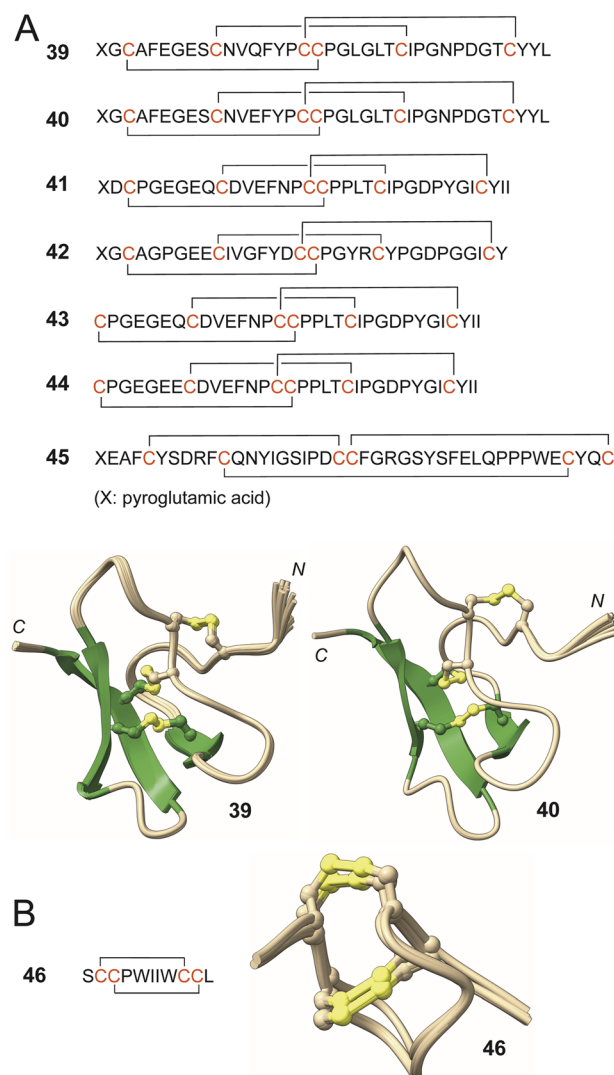 A
39 XGCAFEGESCNVQFYPCCPGLGLTCIPGNPDGTCYYL
40 XGCAFEGESCNVEFYPCCPGLGLTCIPGNPDGTCYYL
41 XDCPGEGEQCDVEFNPCCPPLTCIPGDPYGICYII
42 XGCAGPGEECIVGFYDCCPGYRCYPGDPGGICY
43 CPGEGEQCDVEFNPCCPPLTCIPGDPYGICYII
44 CPGEGEECDVEFNPCCPPLTCIPGDPYGICYII
45 XEAFCYSDRFCQNYIGSIPDCCFGRGSYSFELQPPPWECYQC
(X: pyroglutamic acid)
N
C
39
N
C
40
B
46 SCCPWIIWCCL
46